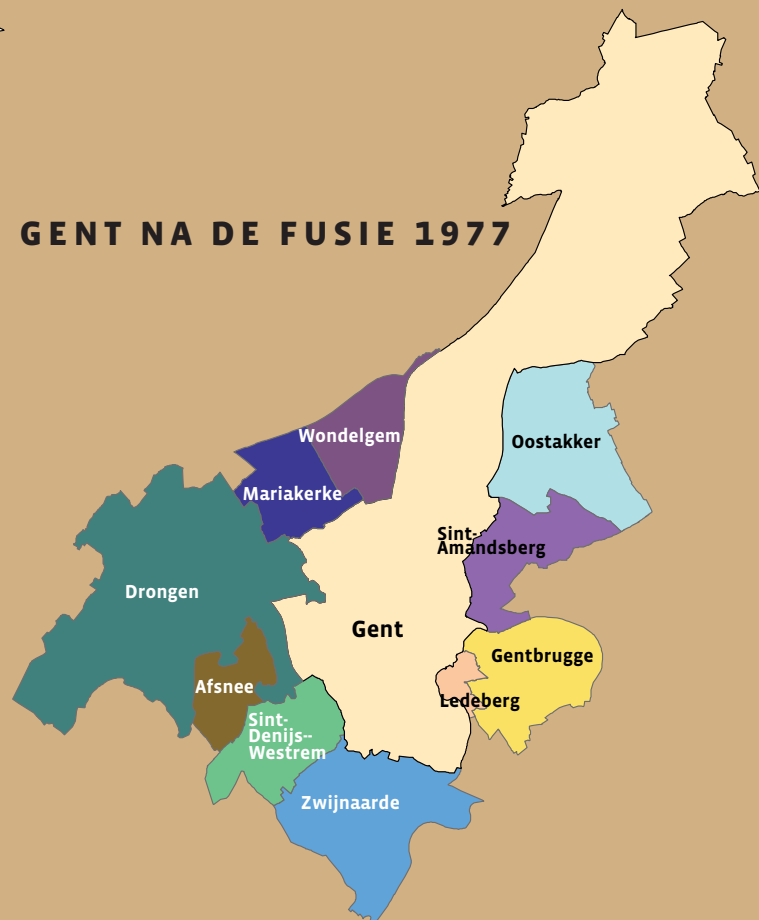 GENT NA DE FUSIE 1977
Wondelgem
Oostakker
Mariakerke
Sint-
Amandsberg
Drongen
Gent
Gentbrugge
Afsnee
Ledeberg
Sint-
Denijs--
Westrem
Zwijnaarde